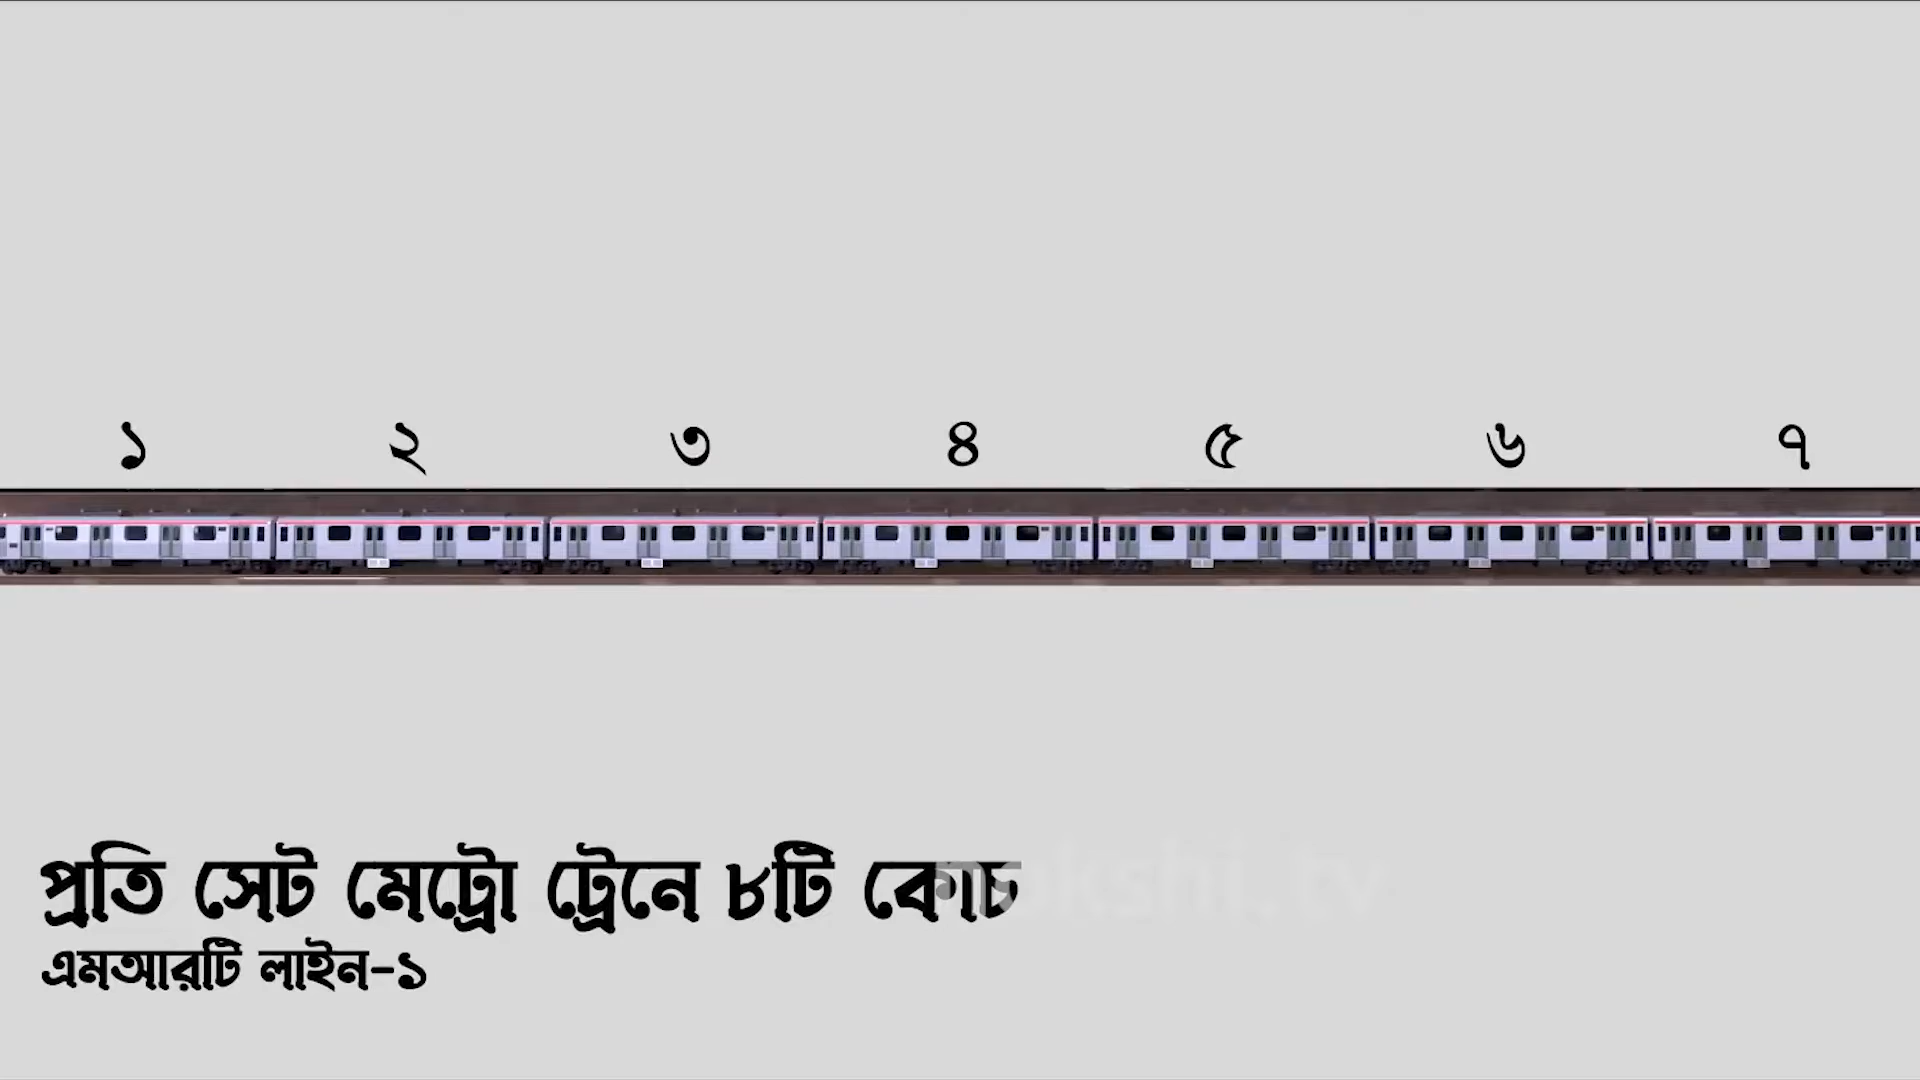 ১ ২ ৩ ৪ ৫ ৬ ৭
প্রতি সেট মেট্রো ট্রেনে ৮টি কোচ
এমআরটি লাইন-১